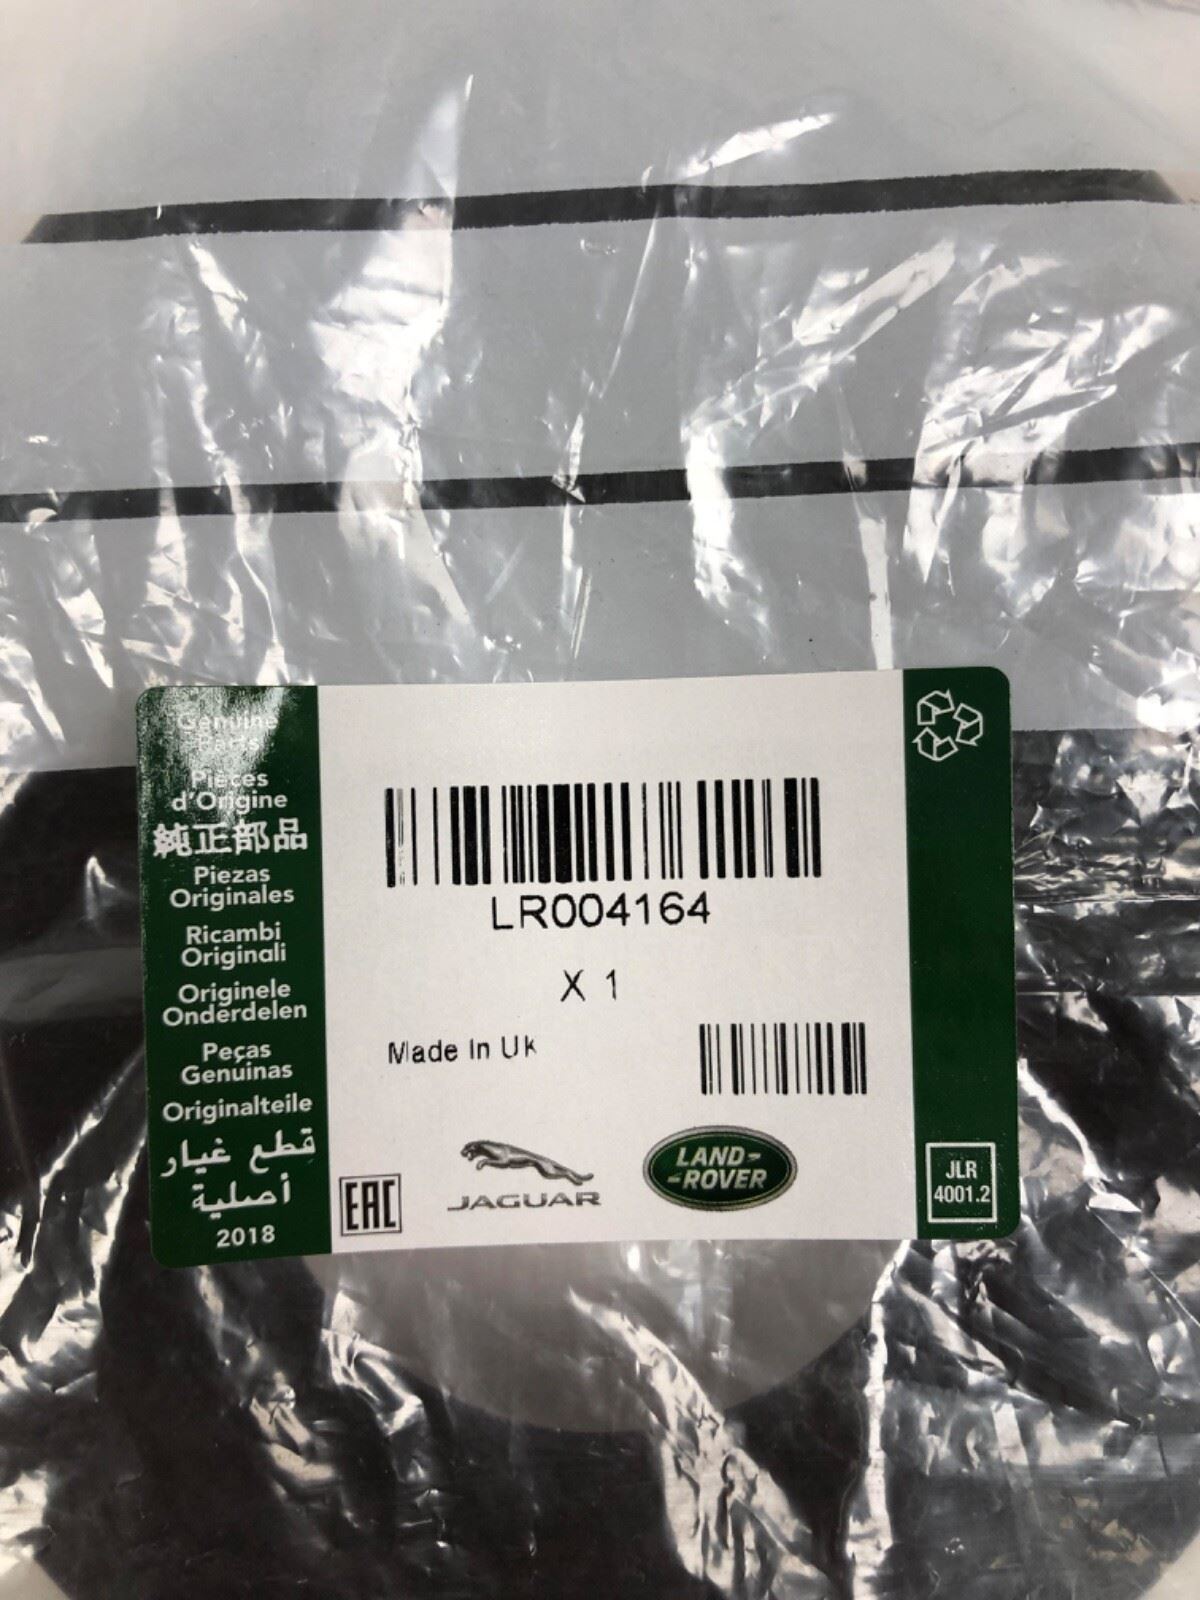 Genuine
Parts
Pièces
d'Origine
純正部品
Piezas
Originales
Ricambi
Originali
Originele
Onderdelen
Peças
Genuinas
Originalteile
قطع غيار
أصلية
2018
LR004164
X 1
Made In Uk
EAC
JAGUAR
LAND-
-ROVER
JLR
4001.2